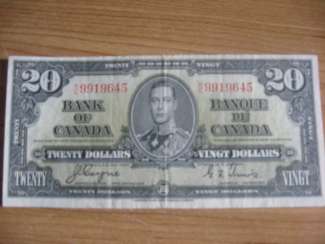 TWENTY VINGT
20 9919645 9919645 20
BANK OF CANADA
BANQUE DU CANADA
TWENTY DOLLARS
VINGT DOLLARS
TWENTY VINGT